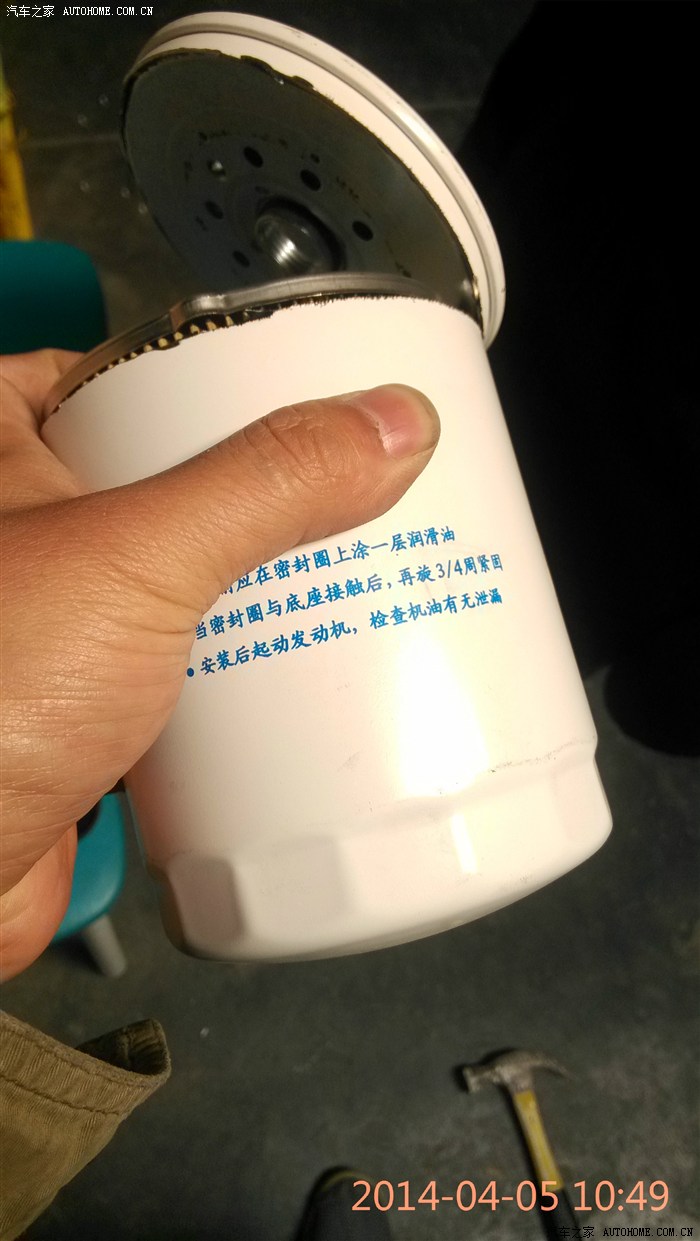 汽车之家 AUTOHOME.COM.CN
应在密封圈上涂一层润滑油
当密封圈与底座接触后，再旋3/4周紧固
• 安装后起动发动机，检查机油有无泄漏
2014-04-05 10:49
汽车之家 AUTOHOME.COM.CN